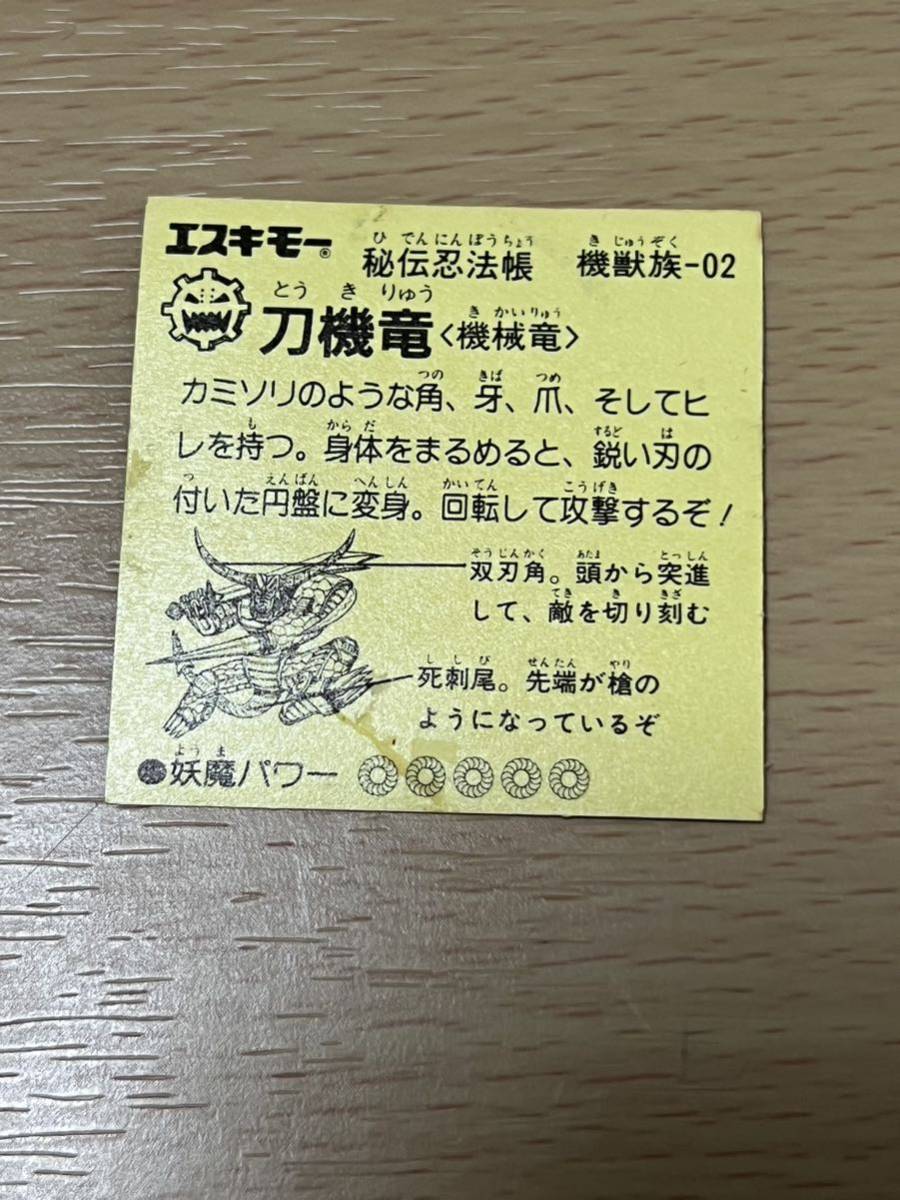 エスキモー®
ひでんにんぽうちょう きじゅうぞく
秘伝忍法帳 機獣族-02
とうきりゅう きかいりゅう
刀機竜〈機械竜〉
つの きば つめ
カミソリのような角、牙、爪、そしてヒ
も からだ するど は
レを持つ。身体をまるめると、鋭い刃の
つ えんばん へんしん かいてん こうげき
付いた円盤に変身。回転して攻撃するぞ!
そうじんかく あたま とっしん
双刃角。頭から突進
てき き きざ
して、敵を切り刻む
ししび せんたん やり
死刺尾。先端が槍の
ようになっているぞ
ようま
妖魔パワー